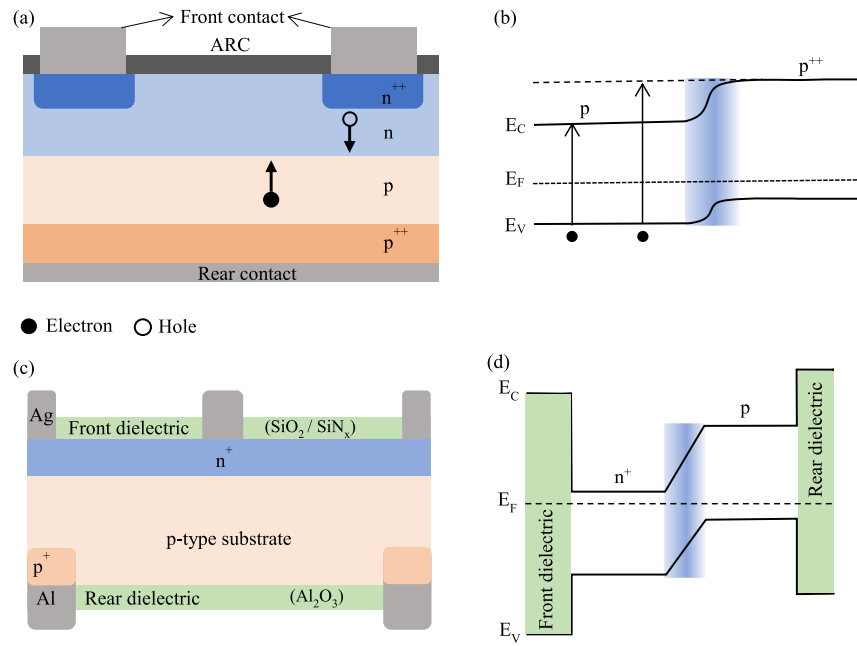 (a)
Front contact
ARC
n++
n
p
p++
Rear contact
Electron
Hole
(b)
p++
p
EC
EF
EV
(c)
Ag
Front dielectric
(SiO2 / SiNx)
n+
p-type substrate
p+
Al
Rear dielectric
(Al2O3)
(d)
EC
p
n+
EF
EV
Front dielectric
Rear dielectric